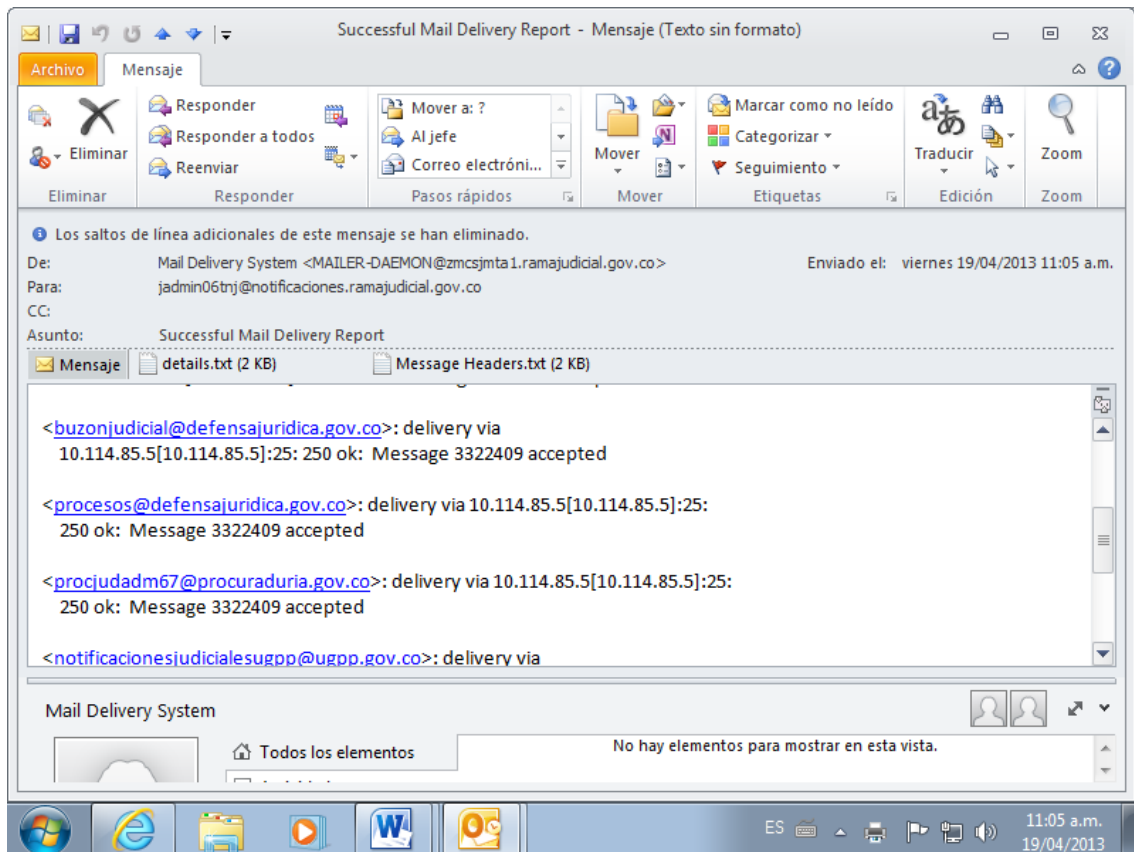 Successful Mail Delivery Report - Mensaje (Texto sin formato)
Archivo
Mensaje
Eliminar
Responder
Responder a todos
Reenviar
Mover a: ?
Al jefe
Correo electróni...
Mover
Marcar como no leído
Categorizar
Seguimiento
Traducir
Zoom
Eliminar
Responder
Pasos rápidos
Mover
Etiquetas
Edición
Zoom
Los saltos de línea adicionales de este mensaje se han eliminado.
De: Mail Delivery System <MAILER-DAEMON@zmcsjmta1.ramajudicial.gov.co>
Enviado el: viernes 19/04/2013 11:05 a.m.
Para: jadmin06tnj@notificaciones.ramajudicial.gov.co
CC:
Asunto: Successful Mail Delivery Report
Mensaje
details.txt (2 KB)
Message Headers.txt (2 KB)
<buzonjudicial@defensajuridica.gov.co>: delivery via
10.114.85.5[10.114.85.5]:25: 250 ok: Message 3322409 accepted
<procesos@defensajuridica.gov.co>: delivery via 10.114.85.5[10.114.85.5]:25:
250 ok: Message 3322409 accepted
<procjudadm67@procuraduria.gov.co>: delivery via 10.114.85.5[10.114.85.5]:25:
250 ok: Message 3322409 accepted
<notificacionesjudicialesugpp@ugpp.gov.co>: delivery via
Mail Delivery System
Todos los elementos
No hay elementos para mostrar en esta vista.
ES
11:05 a.m.
19/04/2013